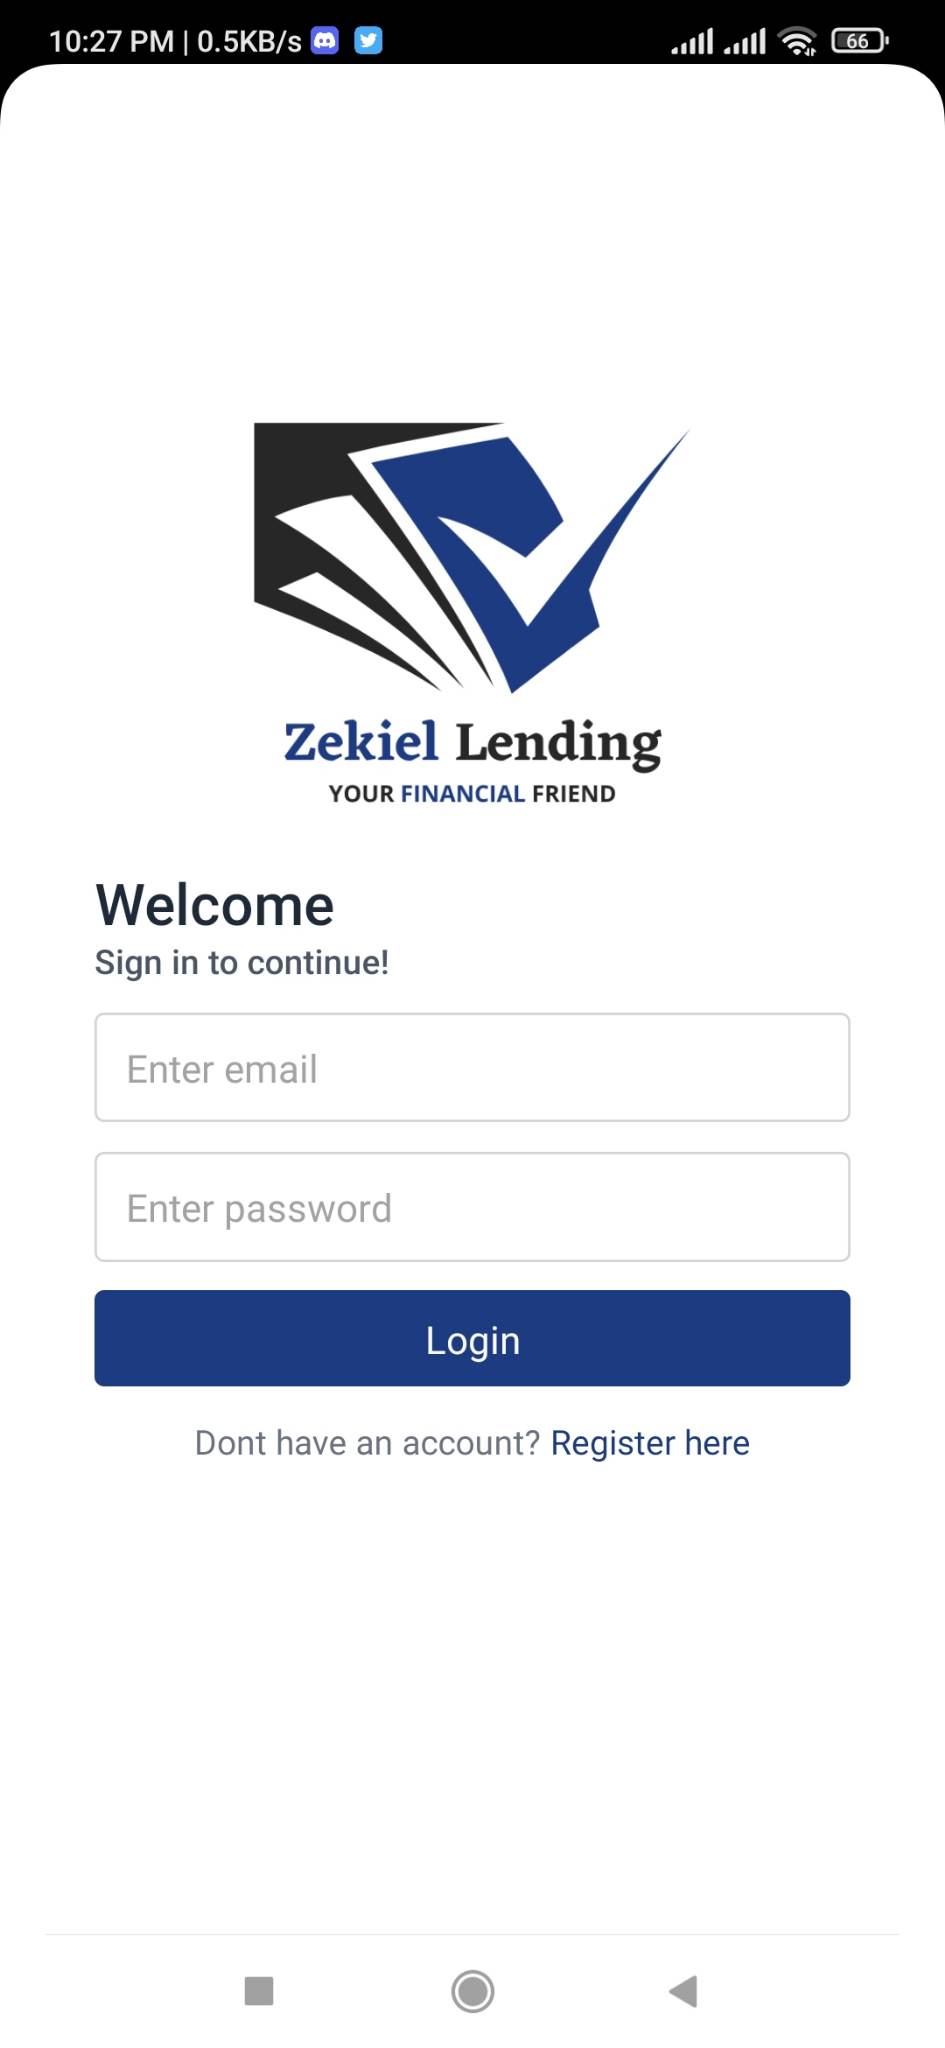 10:27 PM | 0.5KB/s 66
Zekiel Lending
YOUR FINANCIAL FRIEND
Welcome
Sign in to continue!
Enter email
Enter password
Login
Dont have an account? Register here